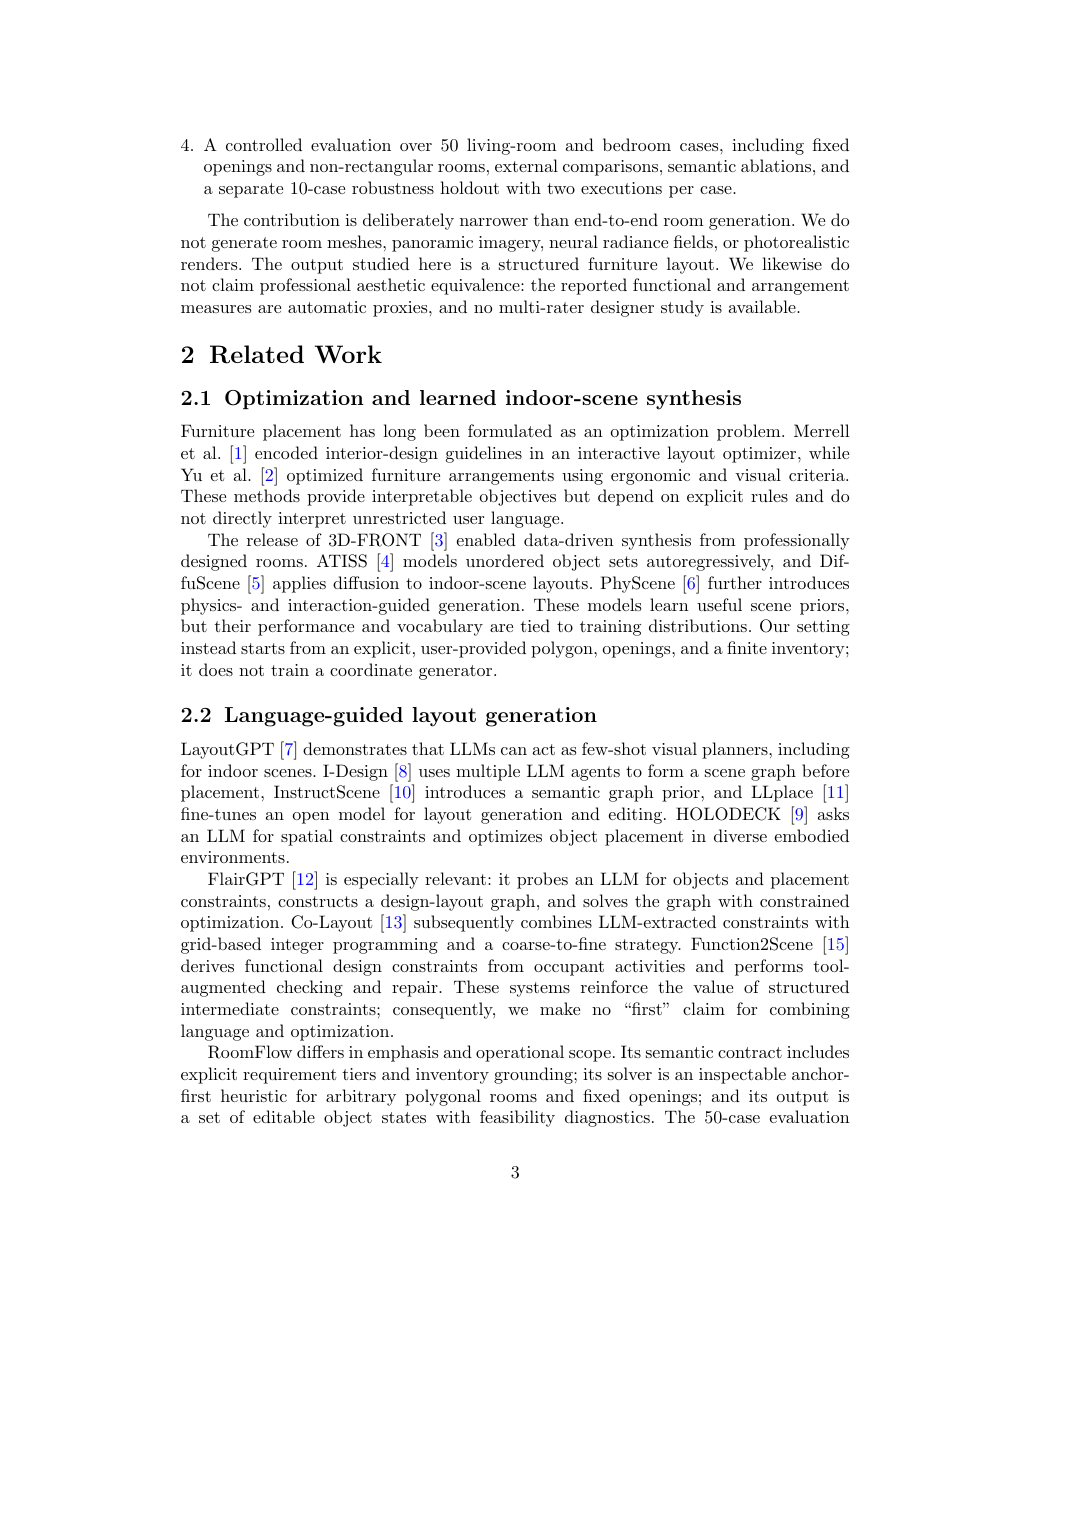 4. A controlled evaluation over 50 living-room and bedroom cases, including fixed
openings and non-rectangular rooms, external comparisons, semantic ablations, and
a separate 10-case robustness holdout with two executions per case.
The contribution is deliberately narrower than end-to-end room generation. We do
not generate room meshes, panoramic imagery, neural radiance fields, or photorealistic
renders. The output studied here is a structured furniture layout. We likewise do
not claim professional aesthetic equivalence: the reported functional and arrangement
measures are automatic proxies, and no multi-rater designer study is available.
2 Related Work
2.1 Optimization and learned indoor-scene synthesis
Furniture placement has long been formulated as an optimization problem. Merrell
et al. [1] encoded interior-design guidelines in an interactive layout optimizer, while
Yu et al. [2] optimized furniture arrangements using ergonomic and visual criteria.
These methods provide interpretable objectives but depend on explicit rules and do
not directly interpret unrestricted user language.
The release of 3D-FRONT [3] enabled data-driven synthesis from professionally
designed rooms. ATISS [4] models unordered object sets autoregressively, and Dif-
fuScene [5] applies diffusion to indoor-scene layouts. PhyScene [6] further introduces
physics- and interaction-guided generation. These models learn useful scene priors,
but their performance and vocabulary are tied to training distributions. Our setting
instead starts from an explicit, user-provided polygon, openings, and a finite inventory;
it does not train a coordinate generator.
2.2 Language-guided layout generation
LayoutGPT [7] demonstrates that LLMs can act as few-shot visual planners, including
for indoor scenes. I-Design [8] uses multiple LLM agents to form a scene graph before
placement, InstructScene [10] introduces a semantic graph prior, and LLplace [11]
fine-tunes an open model for layout generation and editing. HOLODECK [9] asks
an LLM for spatial constraints and optimizes object placement in diverse embodied
environments.
FlairGPT [12] is especially relevant: it probes an LLM for objects and placement
constraints, constructs a design-layout graph, and solves the graph with constrained
optimization. Co-Layout [13] subsequently combines LLM-extracted constraints with
grid-based integer programming and a coarse-to-fine strategy. Function2Scene [15]
derives functional design constraints from occupant activities and performs tool-
augmented checking and repair. These systems reinforce the value of structured
intermediate constraints; consequently, we make no “first” claim for combining
language and optimization.
RoomFlow differs in emphasis and operational scope. Its semantic contract includes
explicit requirement tiers and inventory grounding; its solver is an inspectable anchor-
first heuristic for arbitrary polygonal rooms and fixed openings; and its output is
a set of editable object states with feasibility diagnostics. The 50-case evaluation
3